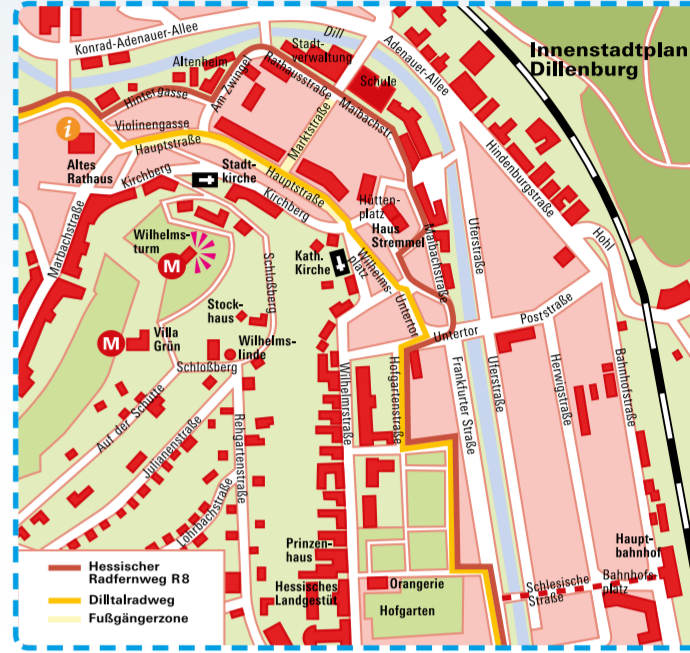 Innenstadtplan
Dillenburg
Konrad-Adenauer-Allee
Dill
Adenauer-Allee
Altenheim
Stadt-
verwaltung
Schule
Am Zwingel
Rathausstraße
Hintergasse
Maibachstr.
Marktstraße
i
Violinengasse
Hauptstraße
Altes
Rathaus
Kirchberg
Stadt-
kirche
Hauptstraße
Kirchberg
Hindenburgstraße
Hütten-
platz
Haus
Stremmel
Marbachstraße
Wilhelms-
turm
M
Schloßberg
Kath.
Kirche
Wilhelms-
platz
Maibachstraße
Uferstraße
Hohl
Stock-
haus
Untertor
Untertor
Poststraße
M
Villa
Grün
Wilhelms-
linde
Schloßberg
Auf der Schütte
Julianenstraße
Lohrbachstraße
Rehgartenstraße
Wilhelmstraße
Hofgartenstraße
Frankfurter Straße
Uferstraße
Herwigstraße
Bahnhofstraße
Prinzen-
haus
Hessisches
Landgestüt
Orangerie
Hofgarten
Haupt-
bahnhof
Schlesische
Straße
Bahnhofs-
platz
Hessischer
Radfernweg R8
Dilltalradweg
Fußgängerzone